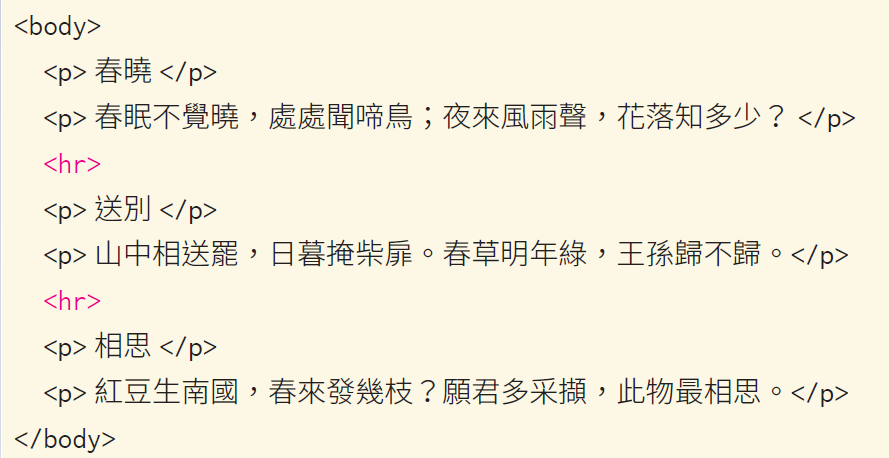 <body>
<p> 春曉 </p>
<p> 春眠不覺曉，處處聞啼鳥；夜來風雨聲，花落知多少？ </p>
<hr>
<p> 送別 </p>
<p> 山中相送罷，日暮掩柴扉。春草明年綠，王孫歸不歸。</p>
<hr>
<p> 相思 </p>
<p> 紅豆生南國，春來發幾枝？願君多采擷，此物最相思。</p>
</body>